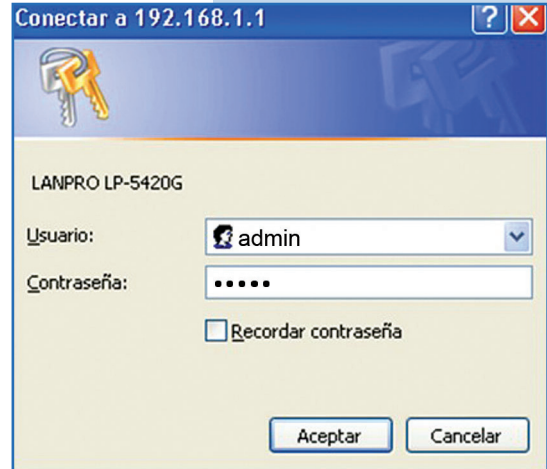 Conectar a 192.168.1.1
LANPRO LP-5420G
Usuario: admin
Contraseña: •••••
Recordar contraseña
Aceptar Cancelar